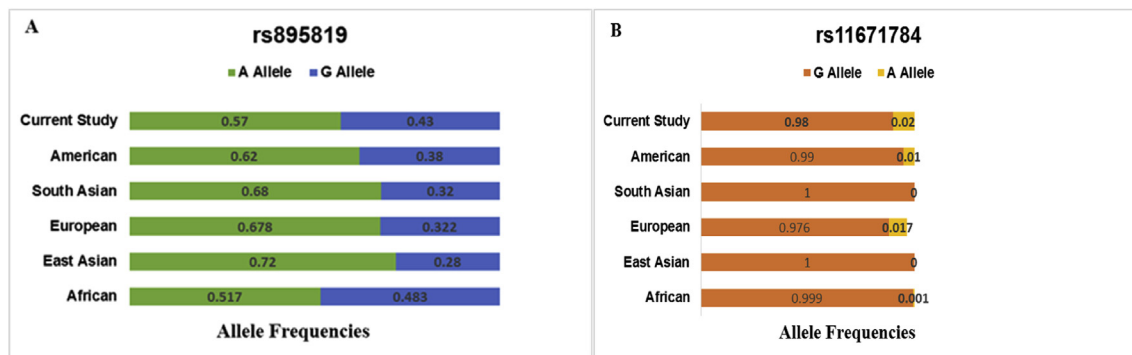 A
rs895819
A Allele G Allele
Current Study 0.57 0.43
American 0.62 0.38
South Asian 0.68 0.32
European 0.678 0.322
East Asian 0.72 0.28
African 0.517 0.483
Allele Frequencies
B
rs11671784
G Allele A Allele
Current Study 0.98 0.02
American 0.99 0.01
South Asian 1 0
European 0.976 0.017
East Asian 1 0
African 0.999 0.001
Allele Frequencies